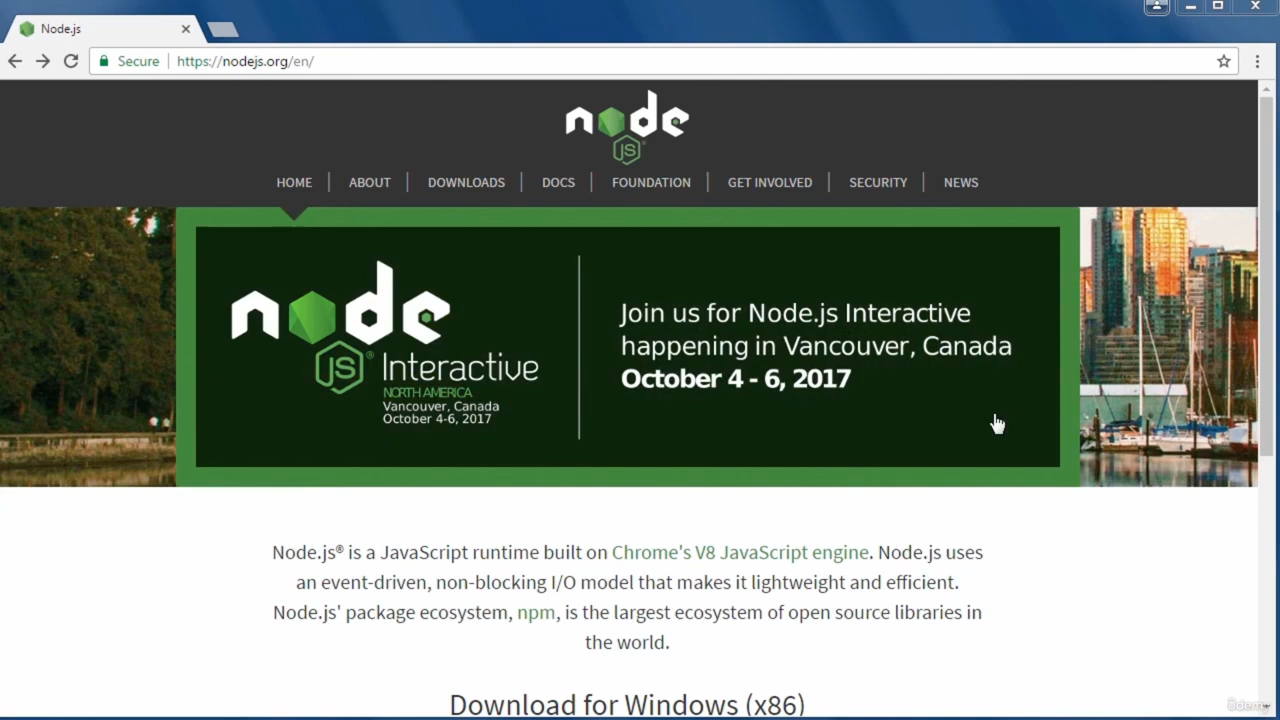 Node.js
Secure https://nodejs.org/en/
node
JS
HOME ABOUT DOWNLOADS DOCS FOUNDATION GET INVOLVED SECURITY NEWS
node
JS® Interactive
NORTH AMERICA
Vancouver, Canada
October 4-6, 2017
Join us for Node.js Interactive
happening in Vancouver, Canada
October 4 - 6, 2017
Node.js® is a JavaScript runtime built on Chrome's V8 JavaScript engine. Node.js uses
an event-driven, non-blocking I/O model that makes it lightweight and efficient.
Node.js' package ecosystem, npm, is the largest ecosystem of open source libraries in
the world.
Download for Windows (x86)
ûdemy